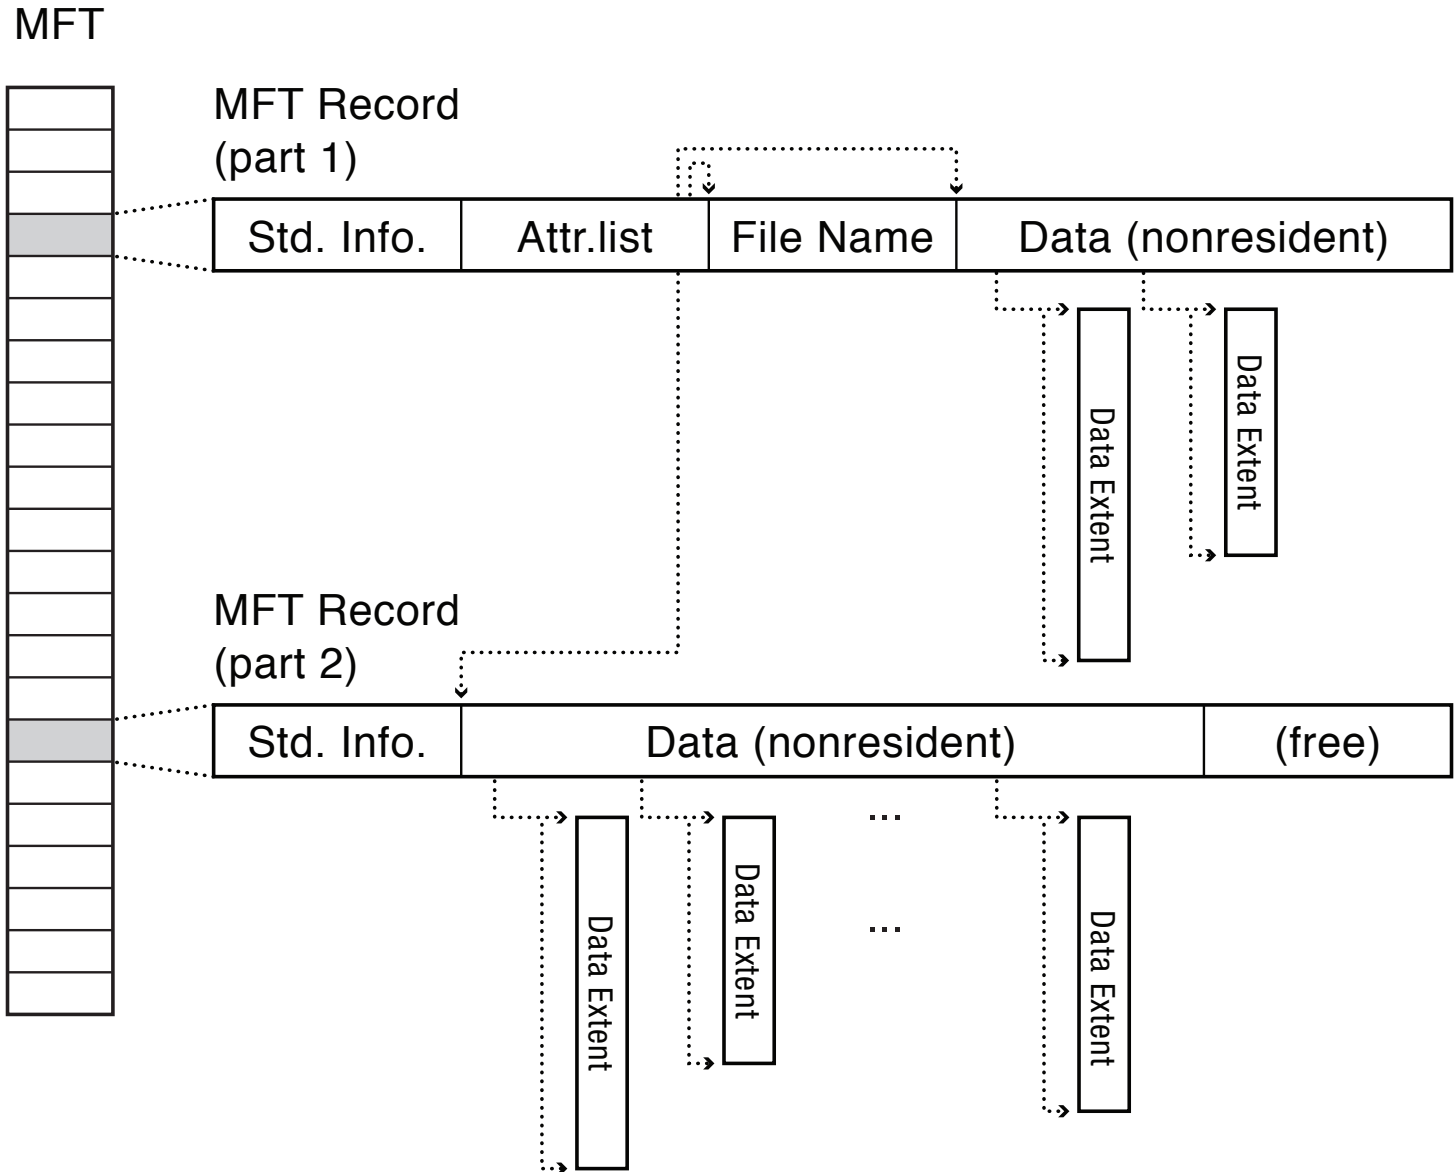 MFT
MFT Record
(part 1)
Std. Info.
Attr.list
File Name
Data (nonresident)
Data Extent
Data Extent
MFT Record
(part 2)
Std. Info.
Data (nonresident)
(free)
Data Extent
Data Extent
...
...
Data Extent